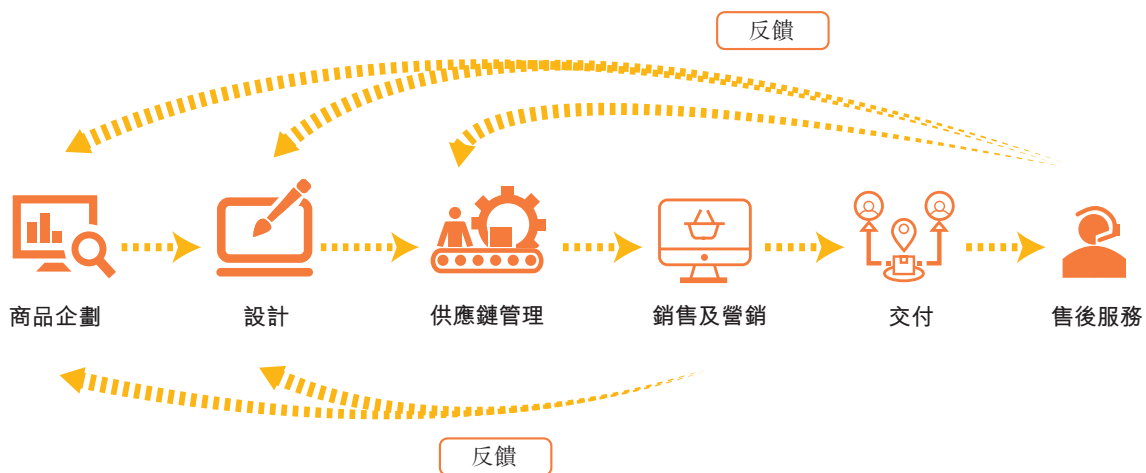 反饋
商品企劃
設計
供應鏈管理
銷售及營銷
交付
售後服務
反饋